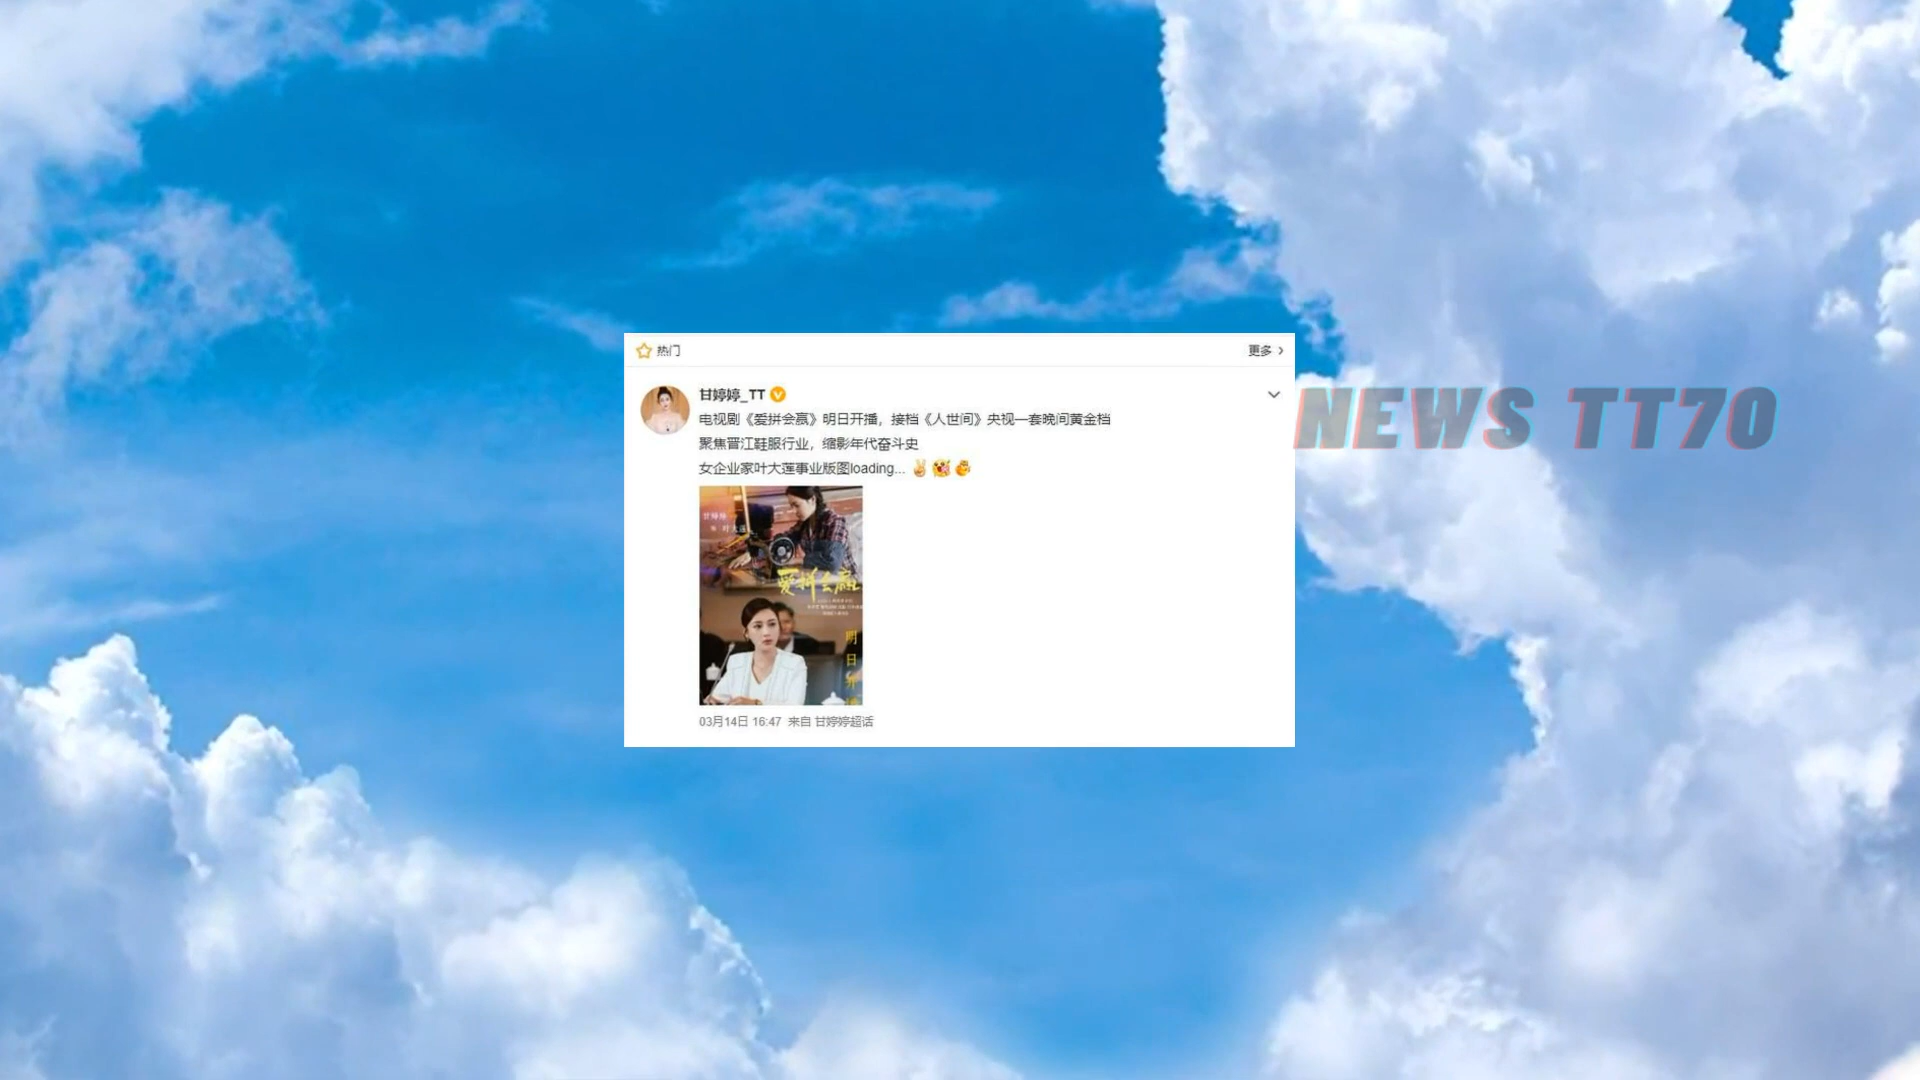 热门
更多
甘婷婷_TT
电视剧《爱拼会赢》明日开播，接档《人世间》央视一套晚间黄金档
聚焦晋江鞋服行业，缩影年代奋斗史
女企业家叶大莲事业版图loading...
甘婷婷
饰 叶大莲
爱拼会赢
明日开播
03月14日 16:47 来自 甘婷婷超话
NEWS TT70